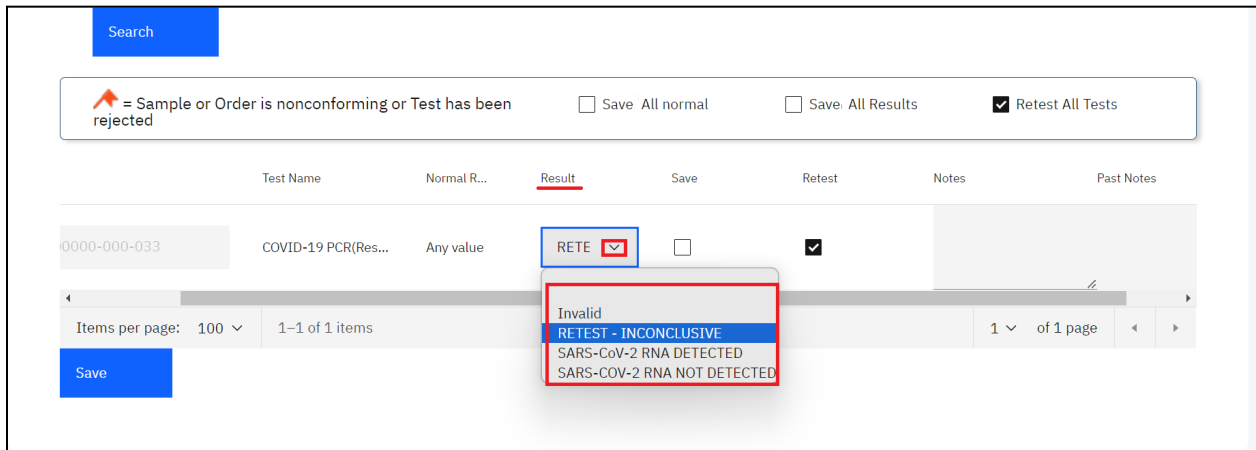 Search
= Sample or Order is nonconforming or Test has been
rejected
Save All normal
Save All Results
Retest All Tests
Test Name Normal R... Result Save Retest Notes Past Notes
0000-000-033 COVID-19 PCR(Res... Any value RETE
Invalid
RETEST - INCONCLUSIVE
SARS-CoV-2 RNA DETECTED
SARS-COV-2 RNA NOT DETECTED
Items per page: 100 1–1 of 1 items 1 of 1 page
Save